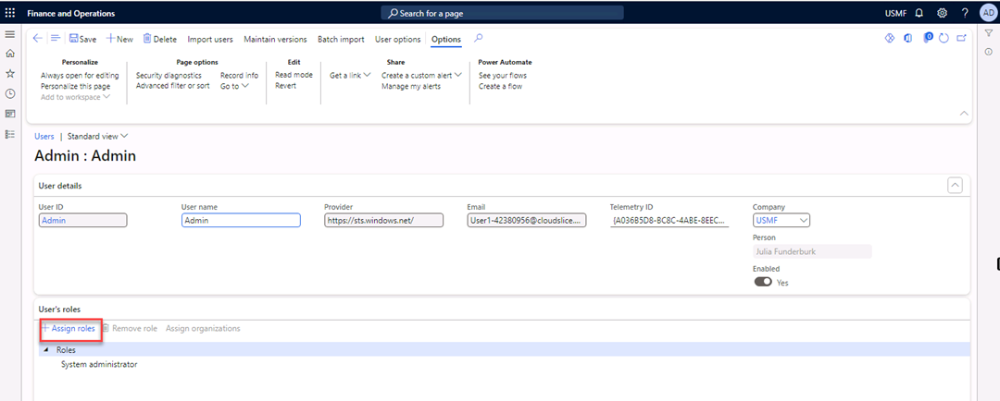 Finance and Operations
Search for a page
USMF
?
AD
Save
New
Delete
Import users
Maintain versions
Batch import
User options
Options
0
Personalize
Always open for editing
Personalize this page
Add to workspace
Page options
Security diagnostics
Advanced filter or sort
Record info
Go to
Edit
Read mode
Revert
Share
Get a link
Create a custom alert
Manage my alerts
Power Automate
See your flows
Create a flow
Users | Standard view
Admin : Admin
User details
User ID
Admin
User name
Admin
Provider
https://sts.windows.net/
Email
User1-42380956@cloudslice....
Telemetry ID
{A036B5D8-BC8C-4ABE-8EEC...
Company
USMF
Person
Julia Funderburk
Enabled
Yes
User's roles
+ Assign roles
Remove role
Assign organizations
Roles
System administrator